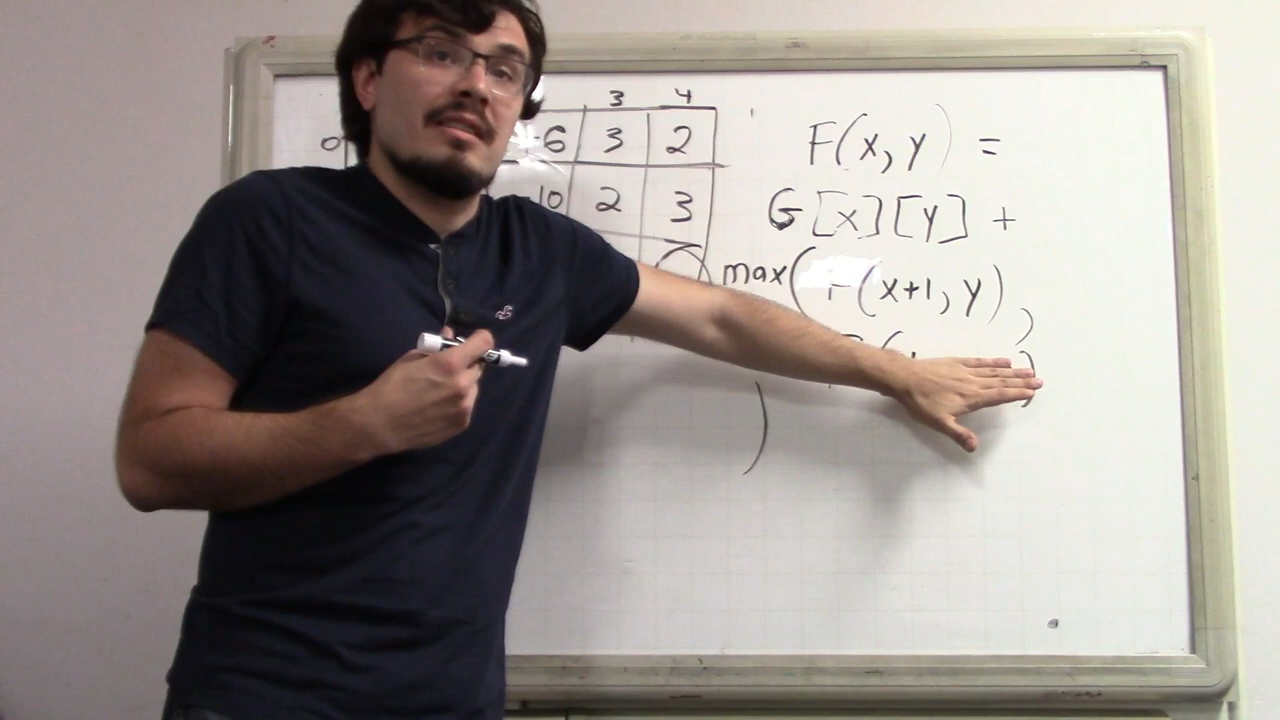 3 4
0 -6 3 2
-10 2 3
F(x,y) =
G[x][y] +
max( F(x+1,y),
)